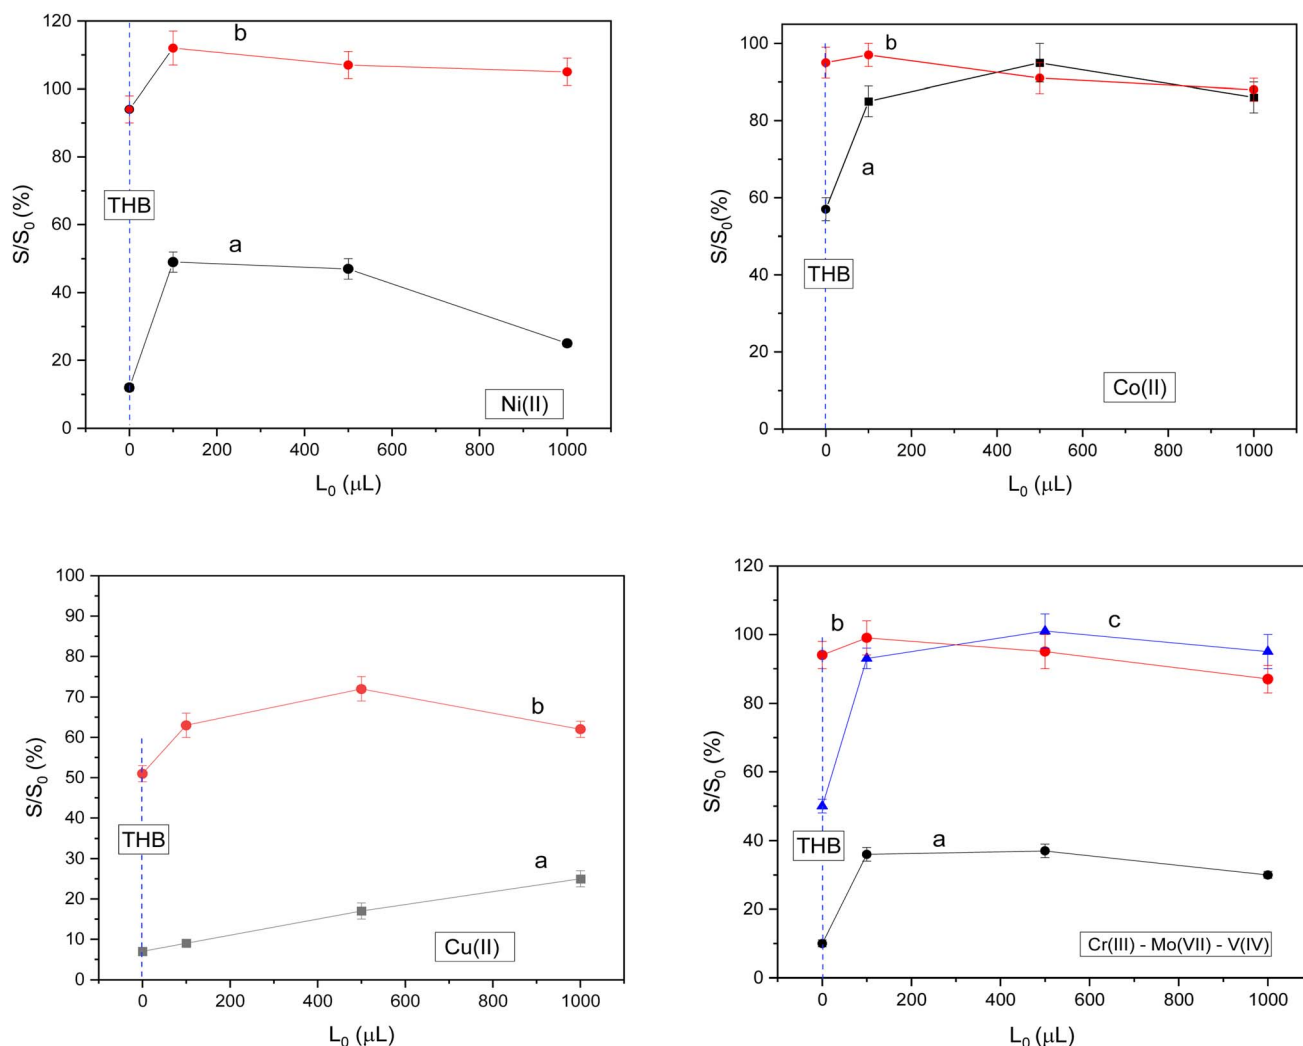 120
100
80
60
40
20
0
S/S₀ (%)
b
THB
a
Ni(II)
0
200
400
600
800
1000
L₀ (μL)
100
80
60
40
20
0
S/S₀(%)
b
a
THB
Co(II)
0
200
400
600
800
1000
L₀ (μL)
100
90
80
70
60
50
40
30
20
10
0
S/S₀ (%)
b
THB
a
Cu(II)
0
200
400
600
800
1000
L₀ (μL)
120
100
80
60
40
20
0
S/S₀ (%)
b
c
THB
a
Cr(III) - Mo(VII) - V(IV)
0
200
400
600
800
1000
L₀ (μL)